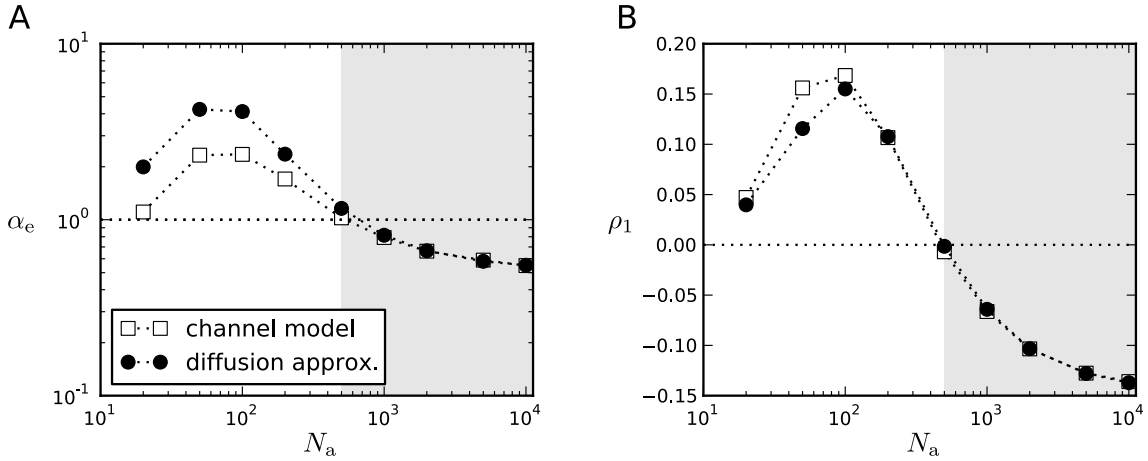 A
10^1
10^0
10^-1
α_e
10^1
10^2
10^3
10^4
N_a
channel model
diffusion approx.
B
0.20
0.15
0.10
0.05
0.00
−0.05
−0.10
−0.15
ρ_1
10^1
10^2
10^3
10^4
N_a